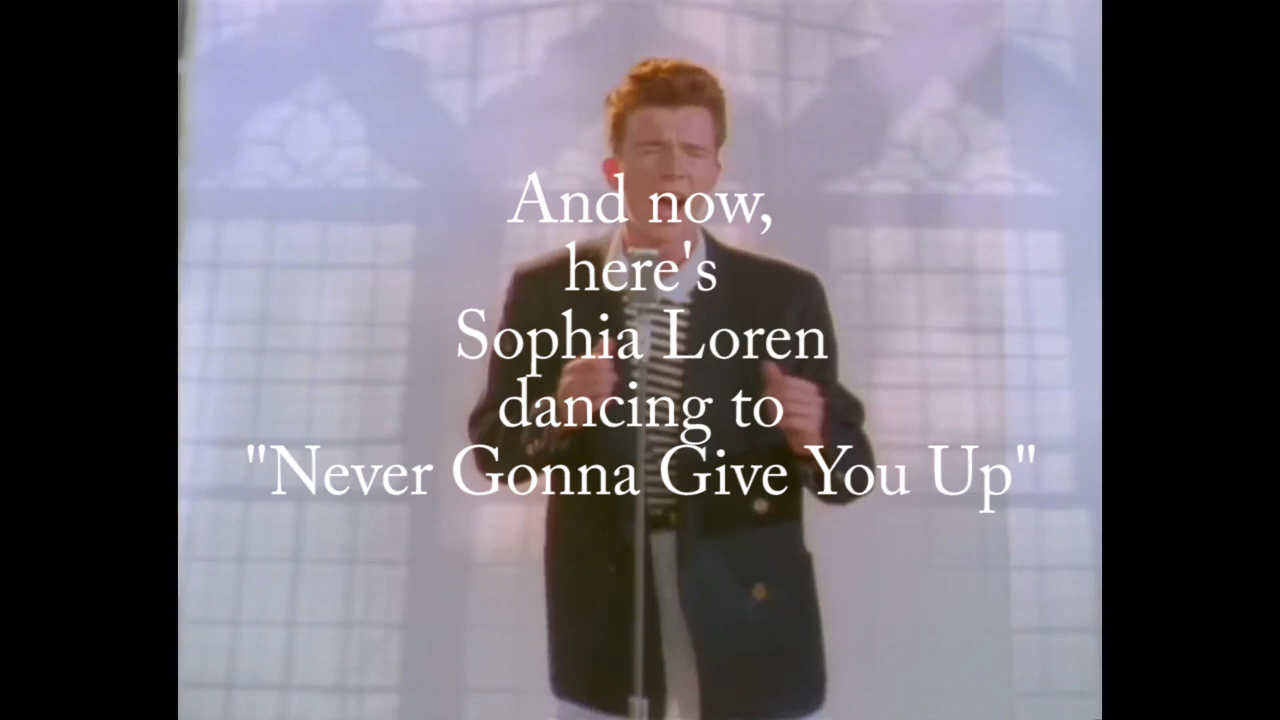 And now,
here's
Sophia Loren
dancing to
"Never Gonna Give You Up"